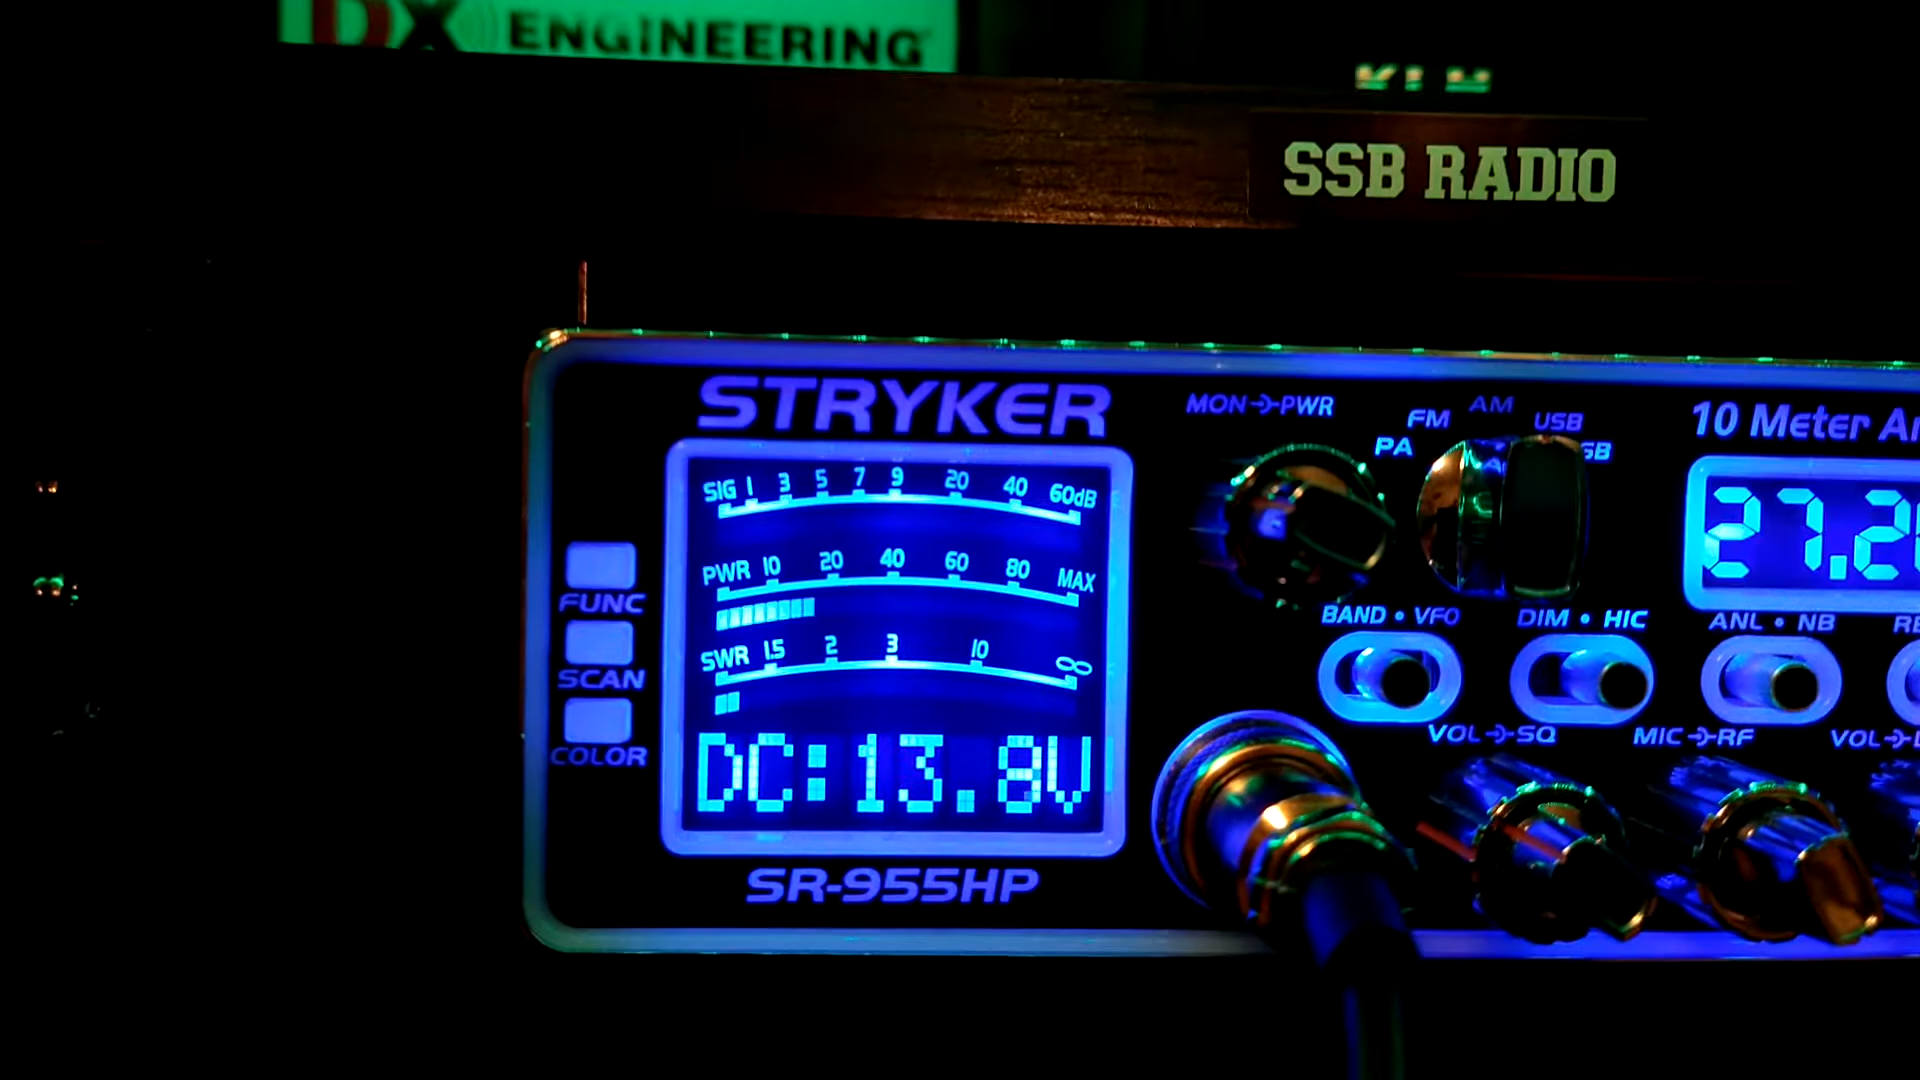 DX ENGINEERING
SSB RADIO
STRYKER
SIG 1 3 5 7 9 20 40 60dB
PWR 10 20 40 60 80 MAX
SWR 1.5 2 3 10 ∞
DC:13.8V
SR-955HP
FUNC
SCAN
COLOR
MON PWR
PA FM AM USB
10 Meter
27.2
BAND • VFO
DIM • HIC
ANL • NB
VOL SQ
MIC RF
VOL